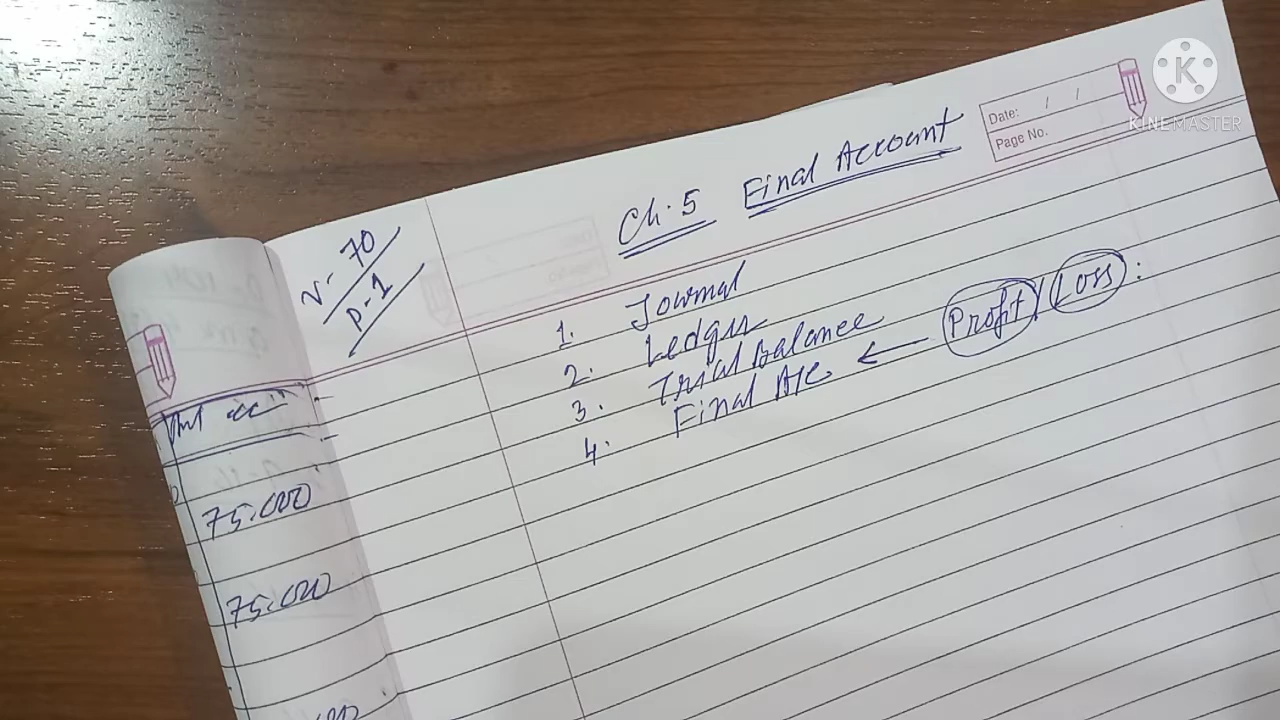 KINEMASTER
Date: / /
Page No.
Ch. 5 Final Account
V-70
P-1
1. Journal
2. Ledger
3. Trial Balance
4. Final A/c ← Profit / Loss :
75.000
75.000